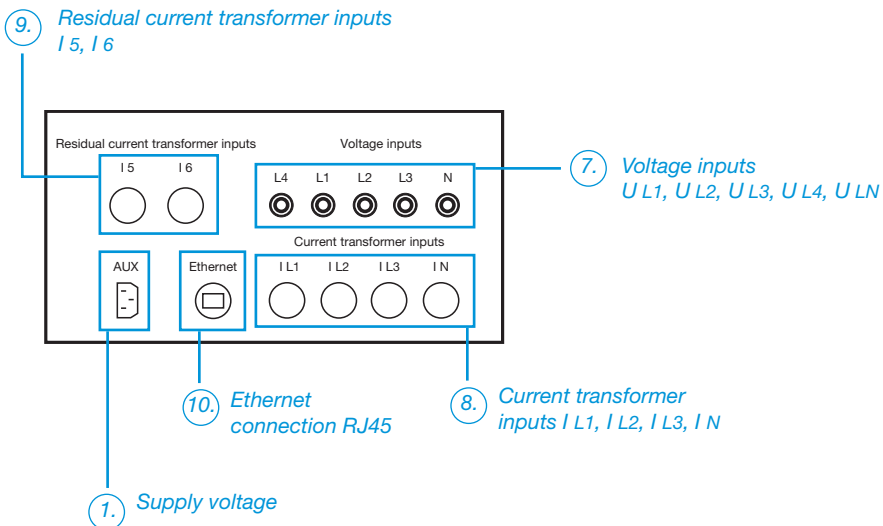 9. Residual current transformer inputs
I 5, I 6
Residual current transformer inputs
Voltage inputs
I 5 I 6
L4 L1 L2 L3 N
7. Voltage inputs
U L1, U L2, U L3, U L4, U LN
Current transformer inputs
AUX Ethernet I L1 I L2 I L3 I N
10. Ethernet
connection RJ45
8. Current transformer
inputs I L1, I L2, I L3, I N
1. Supply voltage